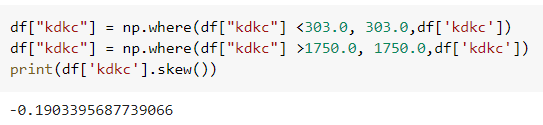 df["kdkc"] = np.where(df["kdkc"] <303.0, 303.0,df['kdkc'])
df["kdkc"] = np.where(df["kdkc"] >1750.0, 1750.0,df['kdkc'])
print(df['kdkc'].skew())
-0.1903395687739066